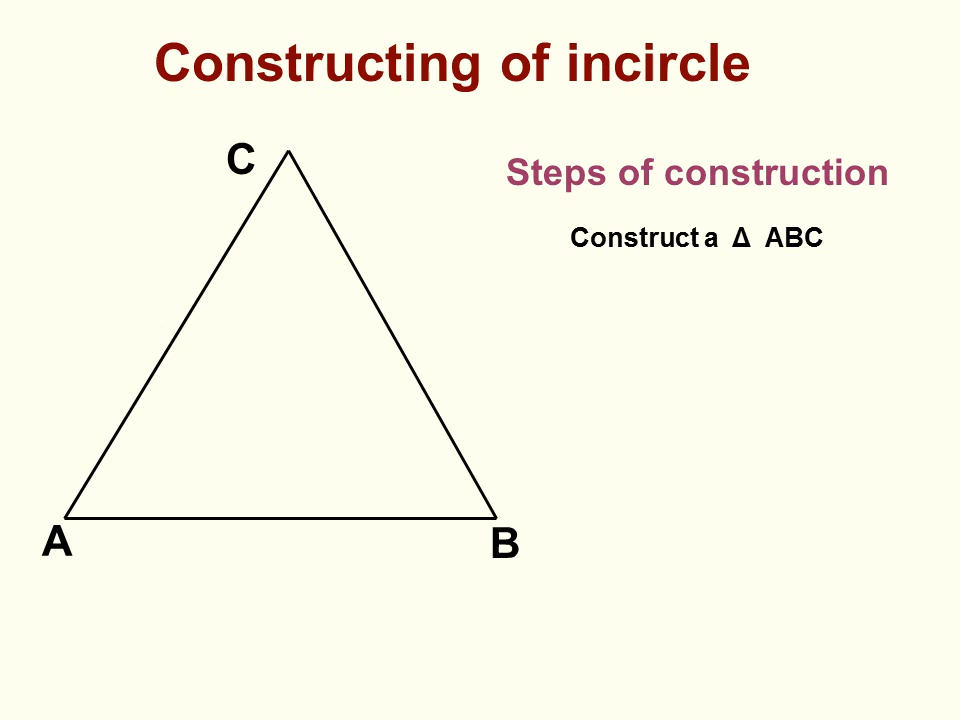 Constructing of incircle
C
Steps of construction
Construct a Δ ABC
A
B